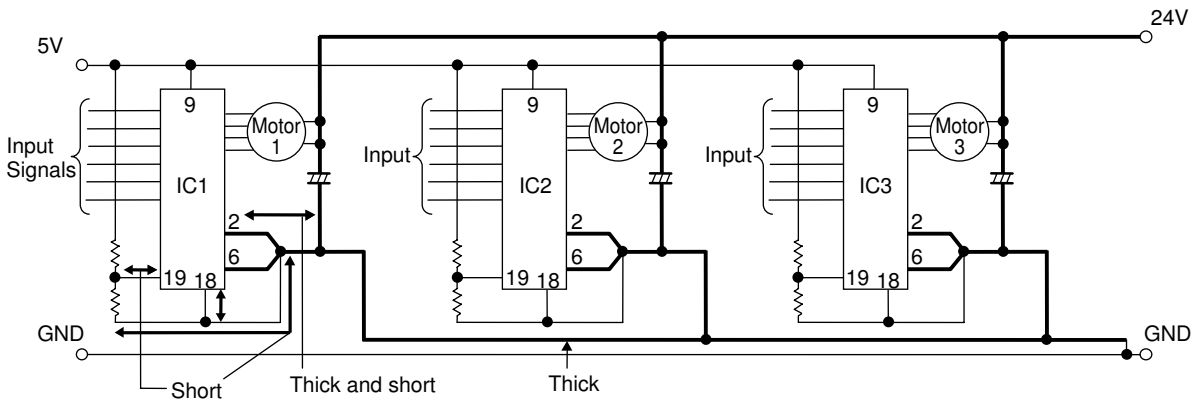 24V
5V
9
9
9
Motor
1
Motor
2
Motor
3
Input
Signals
Input
Input
IC1
IC2
IC3
2
2
2
6
6
6
19
18
19
18
19
18
GND
GND
Short
Thick and short
Thick